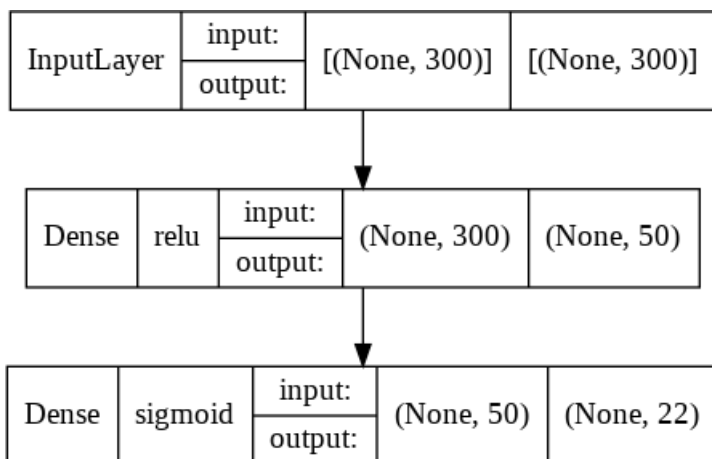 InputLayer input: output: [(None, 300)] [(None, 300)]
Dense relu input: output: (None, 300) (None, 50)
Dense sigmoid input: output: (None, 50) (None, 22)